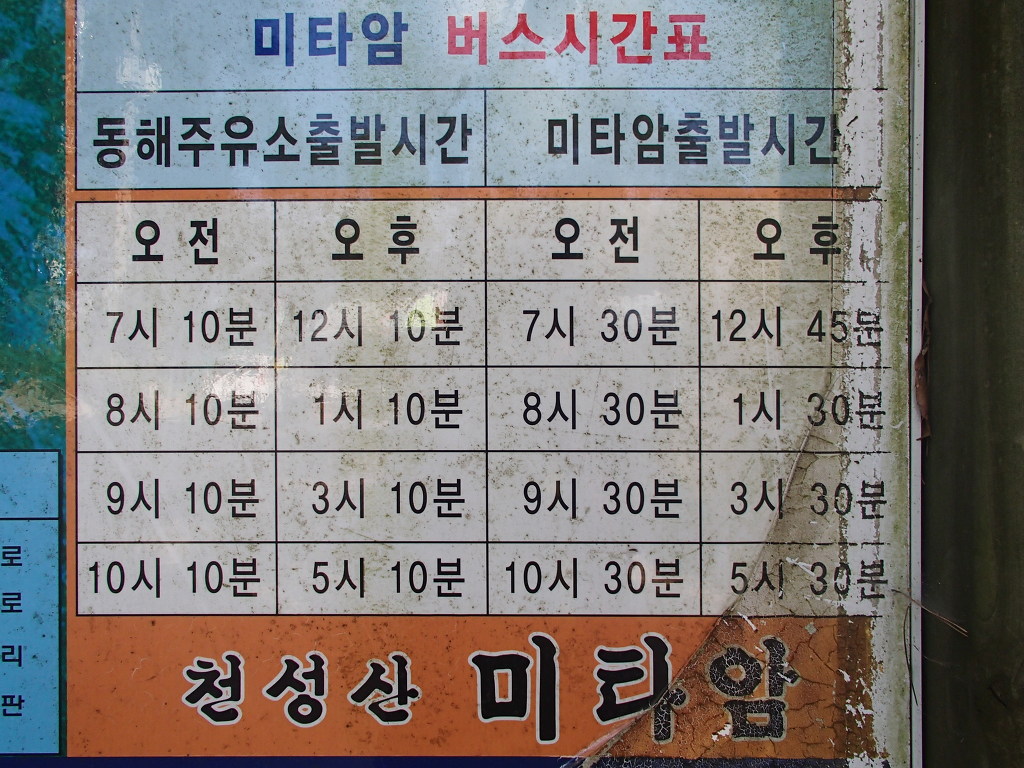 미타암 버스시간표
동해주유소출발시간 미타암출발시간
오 전 오 후 오 전 오 후
7시 10분 12시 10분 7시 30분 12시 45분
8시 10분 1시 10분 8시 30분 1시 30분
9시 10분 3시 10분 9시 30분 3시 30분
10시 10분 5시 10분 10시 30분 5시 30분
천성산 미타암
로
로
리
판